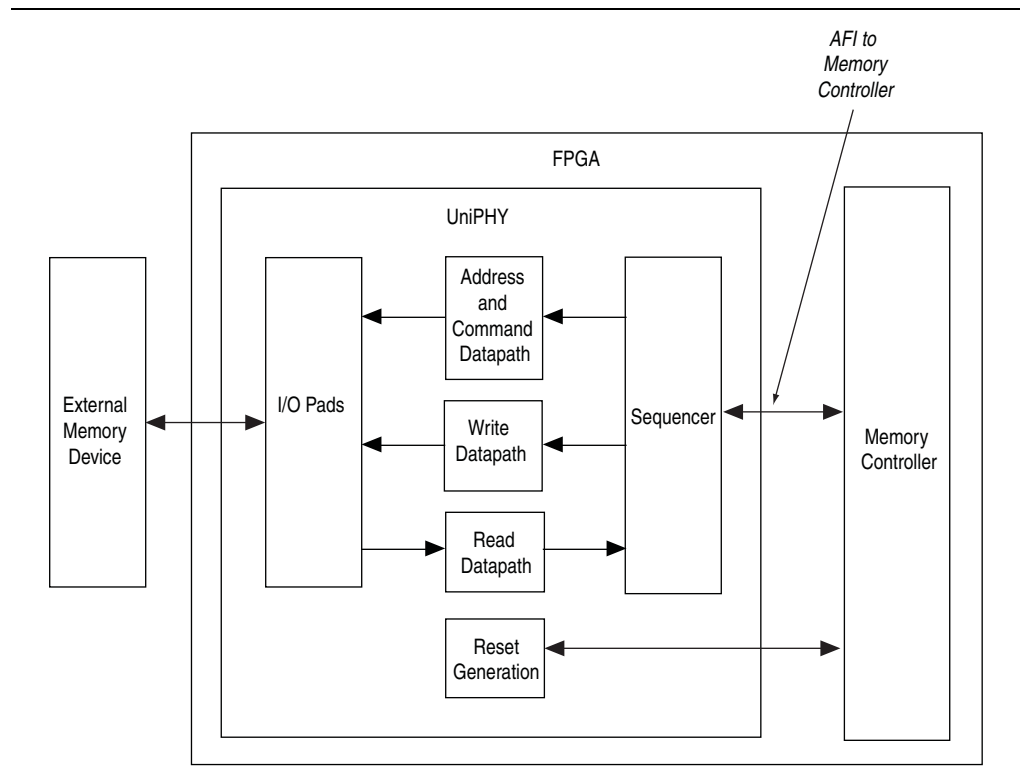 AFI to
Memory
Controller
FPGA
UniPHY
Address
and
Command
Datapath
External
Memory
Device
I/O Pads
Write
Datapath
Sequencer
Memory
Controller
Read
Datapath
Reset
Generation